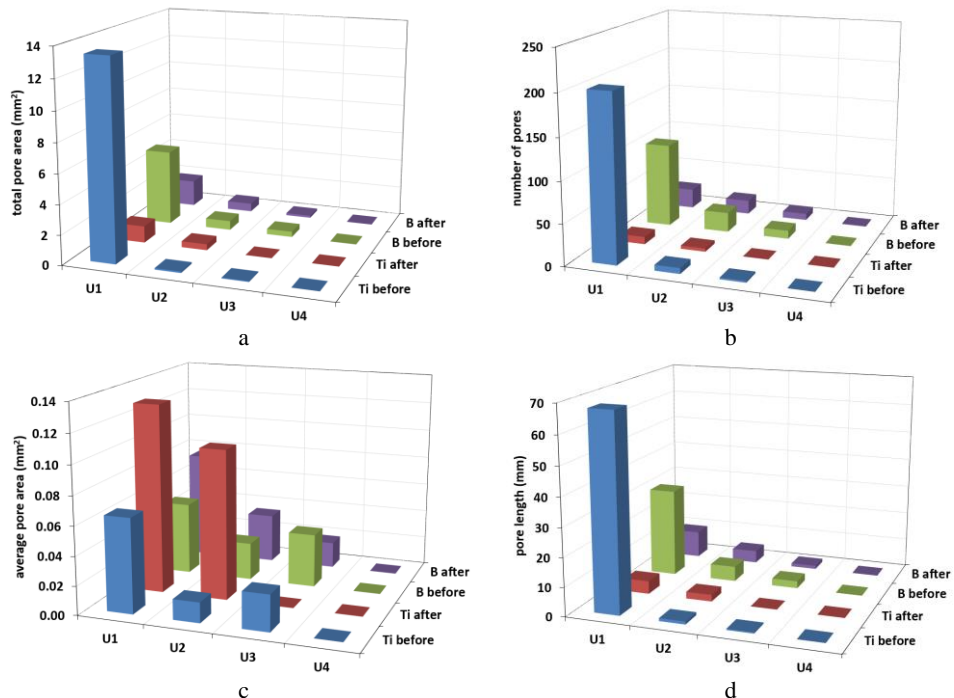 total pore area (mm²)
14
12
10
8
6
4
2
0
U1
U2
U3
U4
B after
B before
Ti after
Ti before
a
number of pores
250
200
150
100
50
0
U1
U2
U3
U4
B after
B before
Ti after
Ti before
b
average pore area (mm²)
0.14
0.12
0.10
0.08
0.06
0.04
0.02
0.00
U1
U2
U3
U4
B after
B before
Ti after
Ti before
c
pore length (mm)
70
60
50
40
30
20
10
0
U1
U2
U3
U4
B after
B before
Ti after
Ti before
d